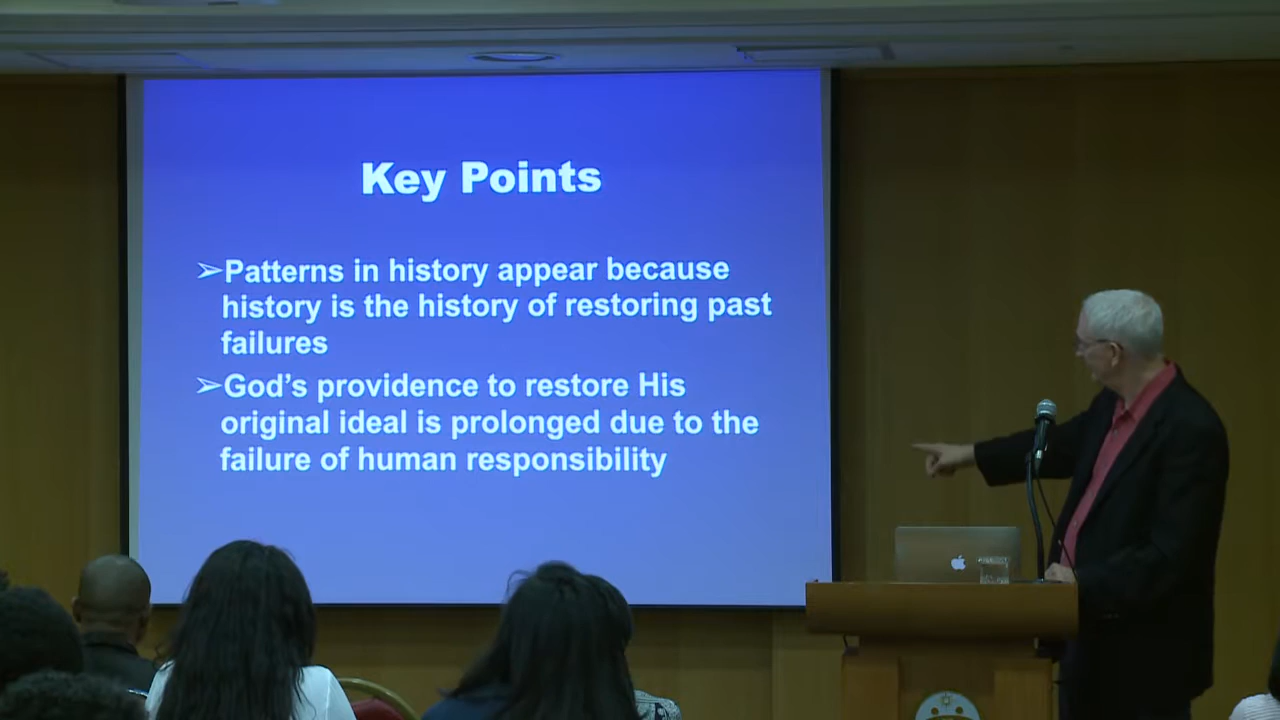 Key Points
➢Patterns in history appear because
history is the history of restoring past
failures
➢God’s providence to restore His
original ideal is prolonged due to the
failure of human responsibility